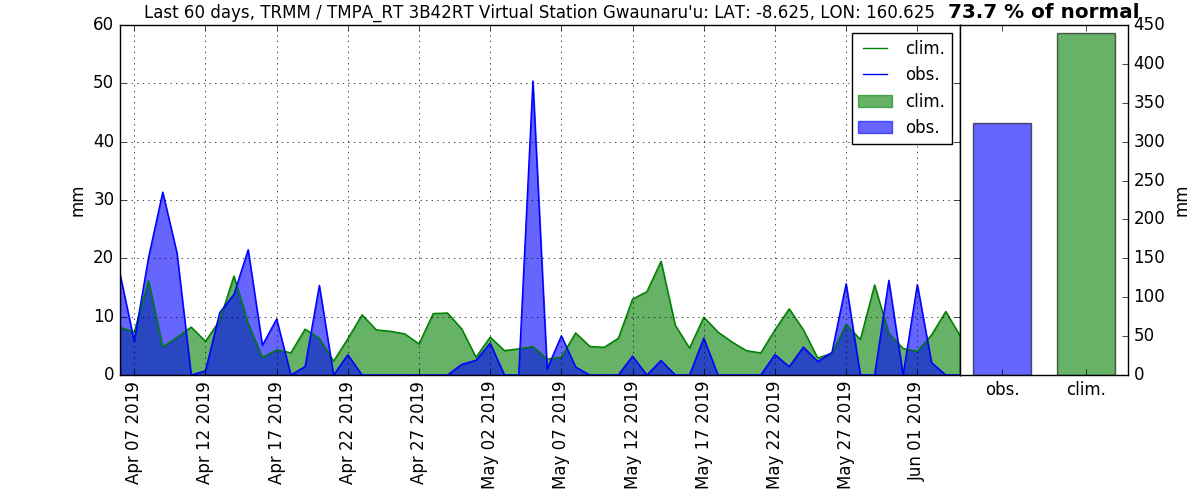 Last 60 days, TRMM / TMPA_RT 3B42RT Virtual Station Gwaunaru'u: LAT: -8.625, LON: 160.625 73.7 % of normal
60
50
40
30
20
10
0
mm
clim.
obs.
clim.
obs.
450
400
350
300
250
200
150
100
50
0
mm
Apr 07 2019
Apr 12 2019
Apr 17 2019
Apr 22 2019
Apr 27 2019
May 02 2019
May 07 2019
May 12 2019
May 17 2019
May 22 2019
May 27 2019
Jun 01 2019
obs. clim.